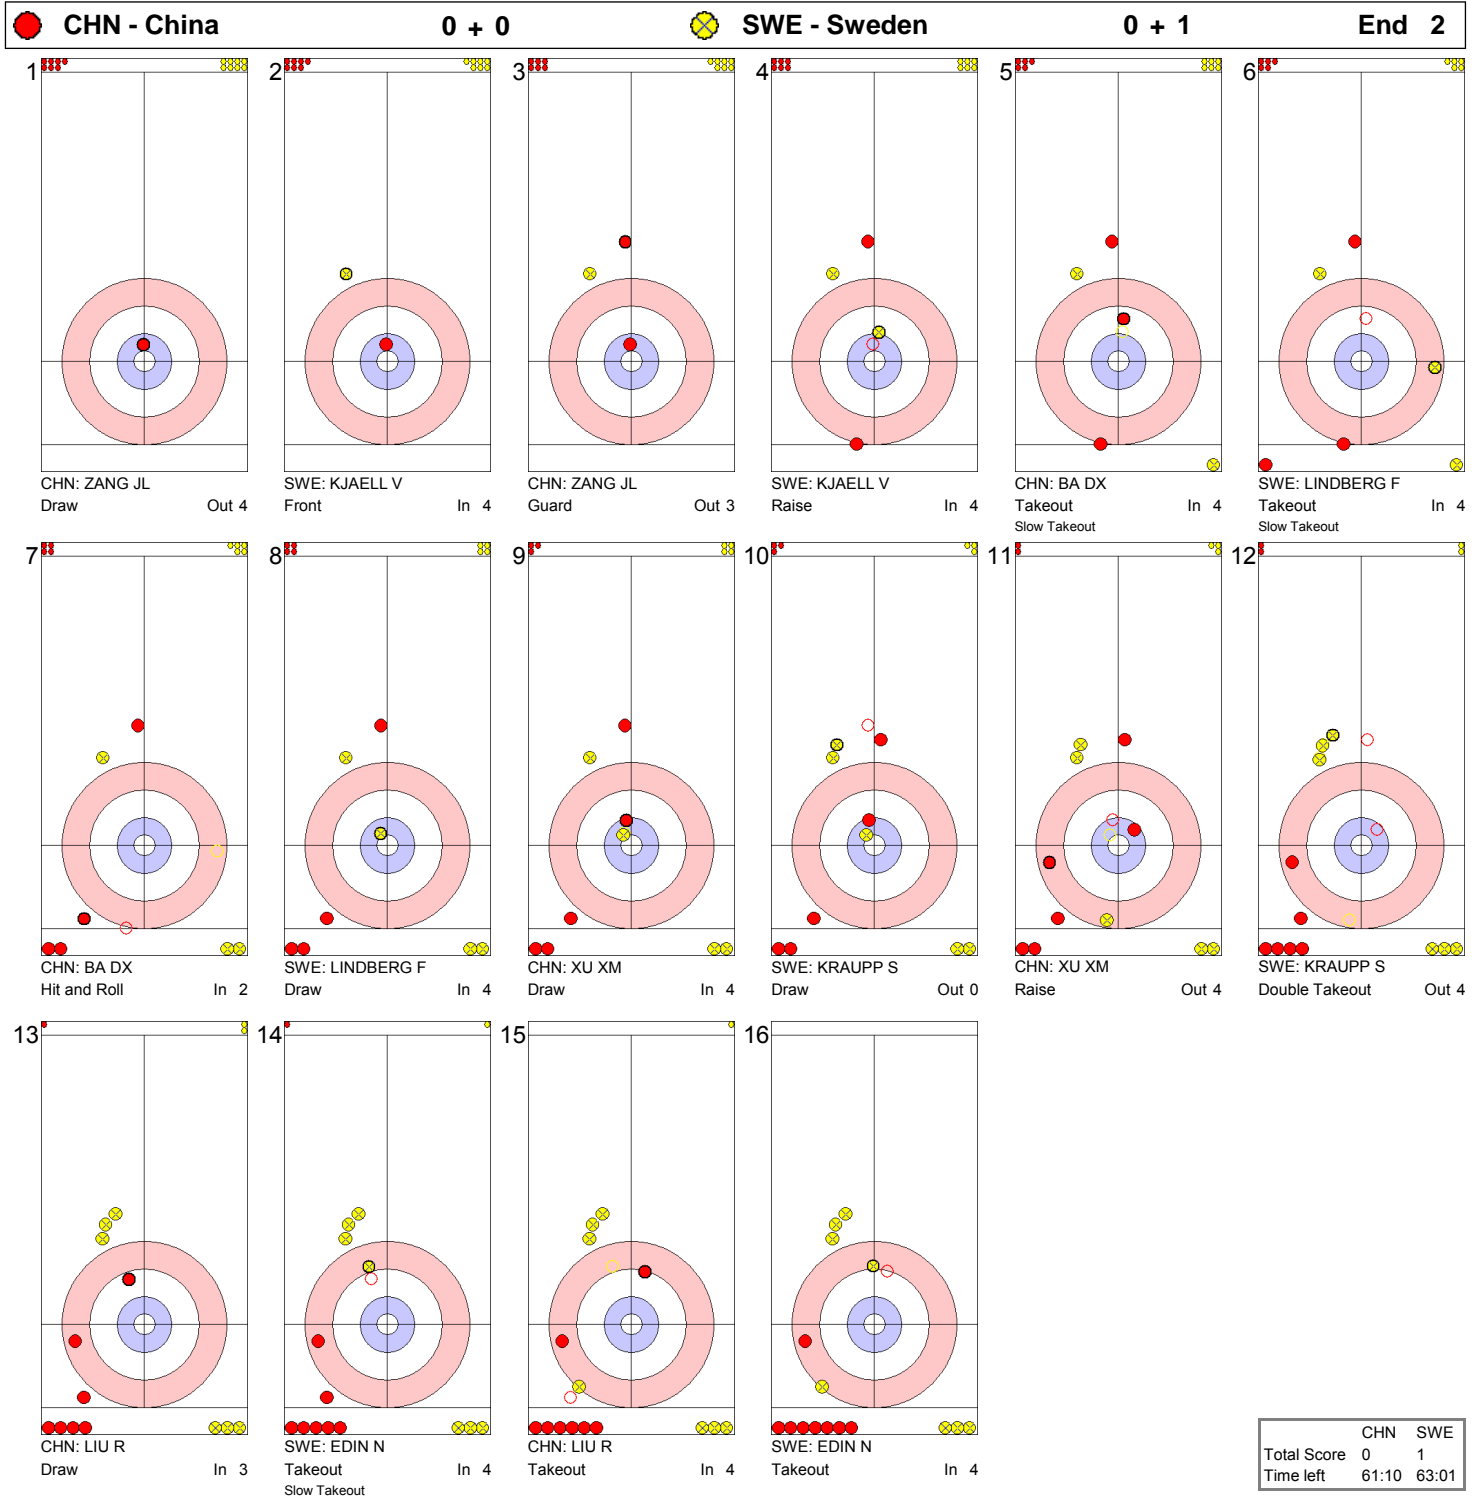 CHN - China 0 + 0 SWE - Sweden 0 + 1 End 2
1 2 3 4 5 6
CHN: ZANG JL SWE: KJAELL V CHN: ZANG JL SWE: KJAELL V CHN: BA DX SWE: LINDBERG F
Draw Out 4 Front In 4 Guard Out 3 Raise In 4 Takeout In 4 Takeout In 4
Slow Takeout Slow Takeout
7 8 9 10 11 12
CHN: BA DX SWE: LINDBERG F CHN: XU XM SWE: KRAUPP S CHN: XU XM SWE: KRAUPP S
Hit and Roll In 2 Draw In 4 Draw In 4 Draw Out 0 Raise Out 4 Double Takeout Out 4
13 14 15 16
CHN: LIU R SWE: EDIN N CHN: LIU R SWE: EDIN N
Draw In 3 Takeout In 4 Takeout In 4 Takeout In 4
Slow Takeout
CHN SWE
Total Score 0 1
Time left 61:10 63:01